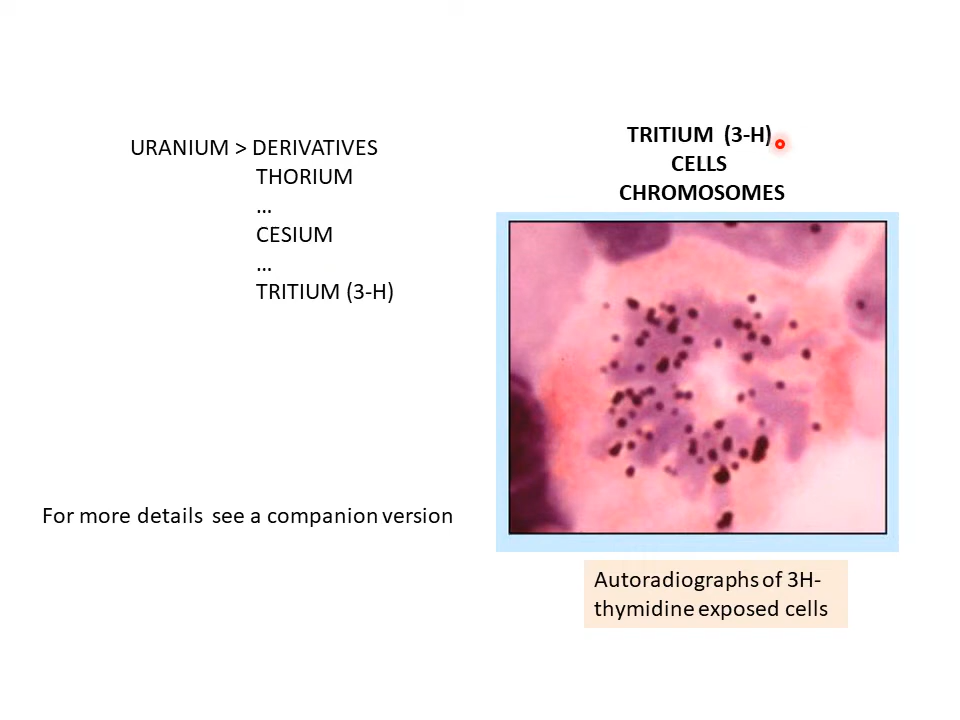 URANIUM > DERIVATIVES
THORIUM
...
CESIUM
...
TRITIUM (3-H)
For more details see a companion version
TRITIUM (3-H)
CELLS
CHROMOSOMES
Autoradiographs of 3H-
thymidine exposed cells